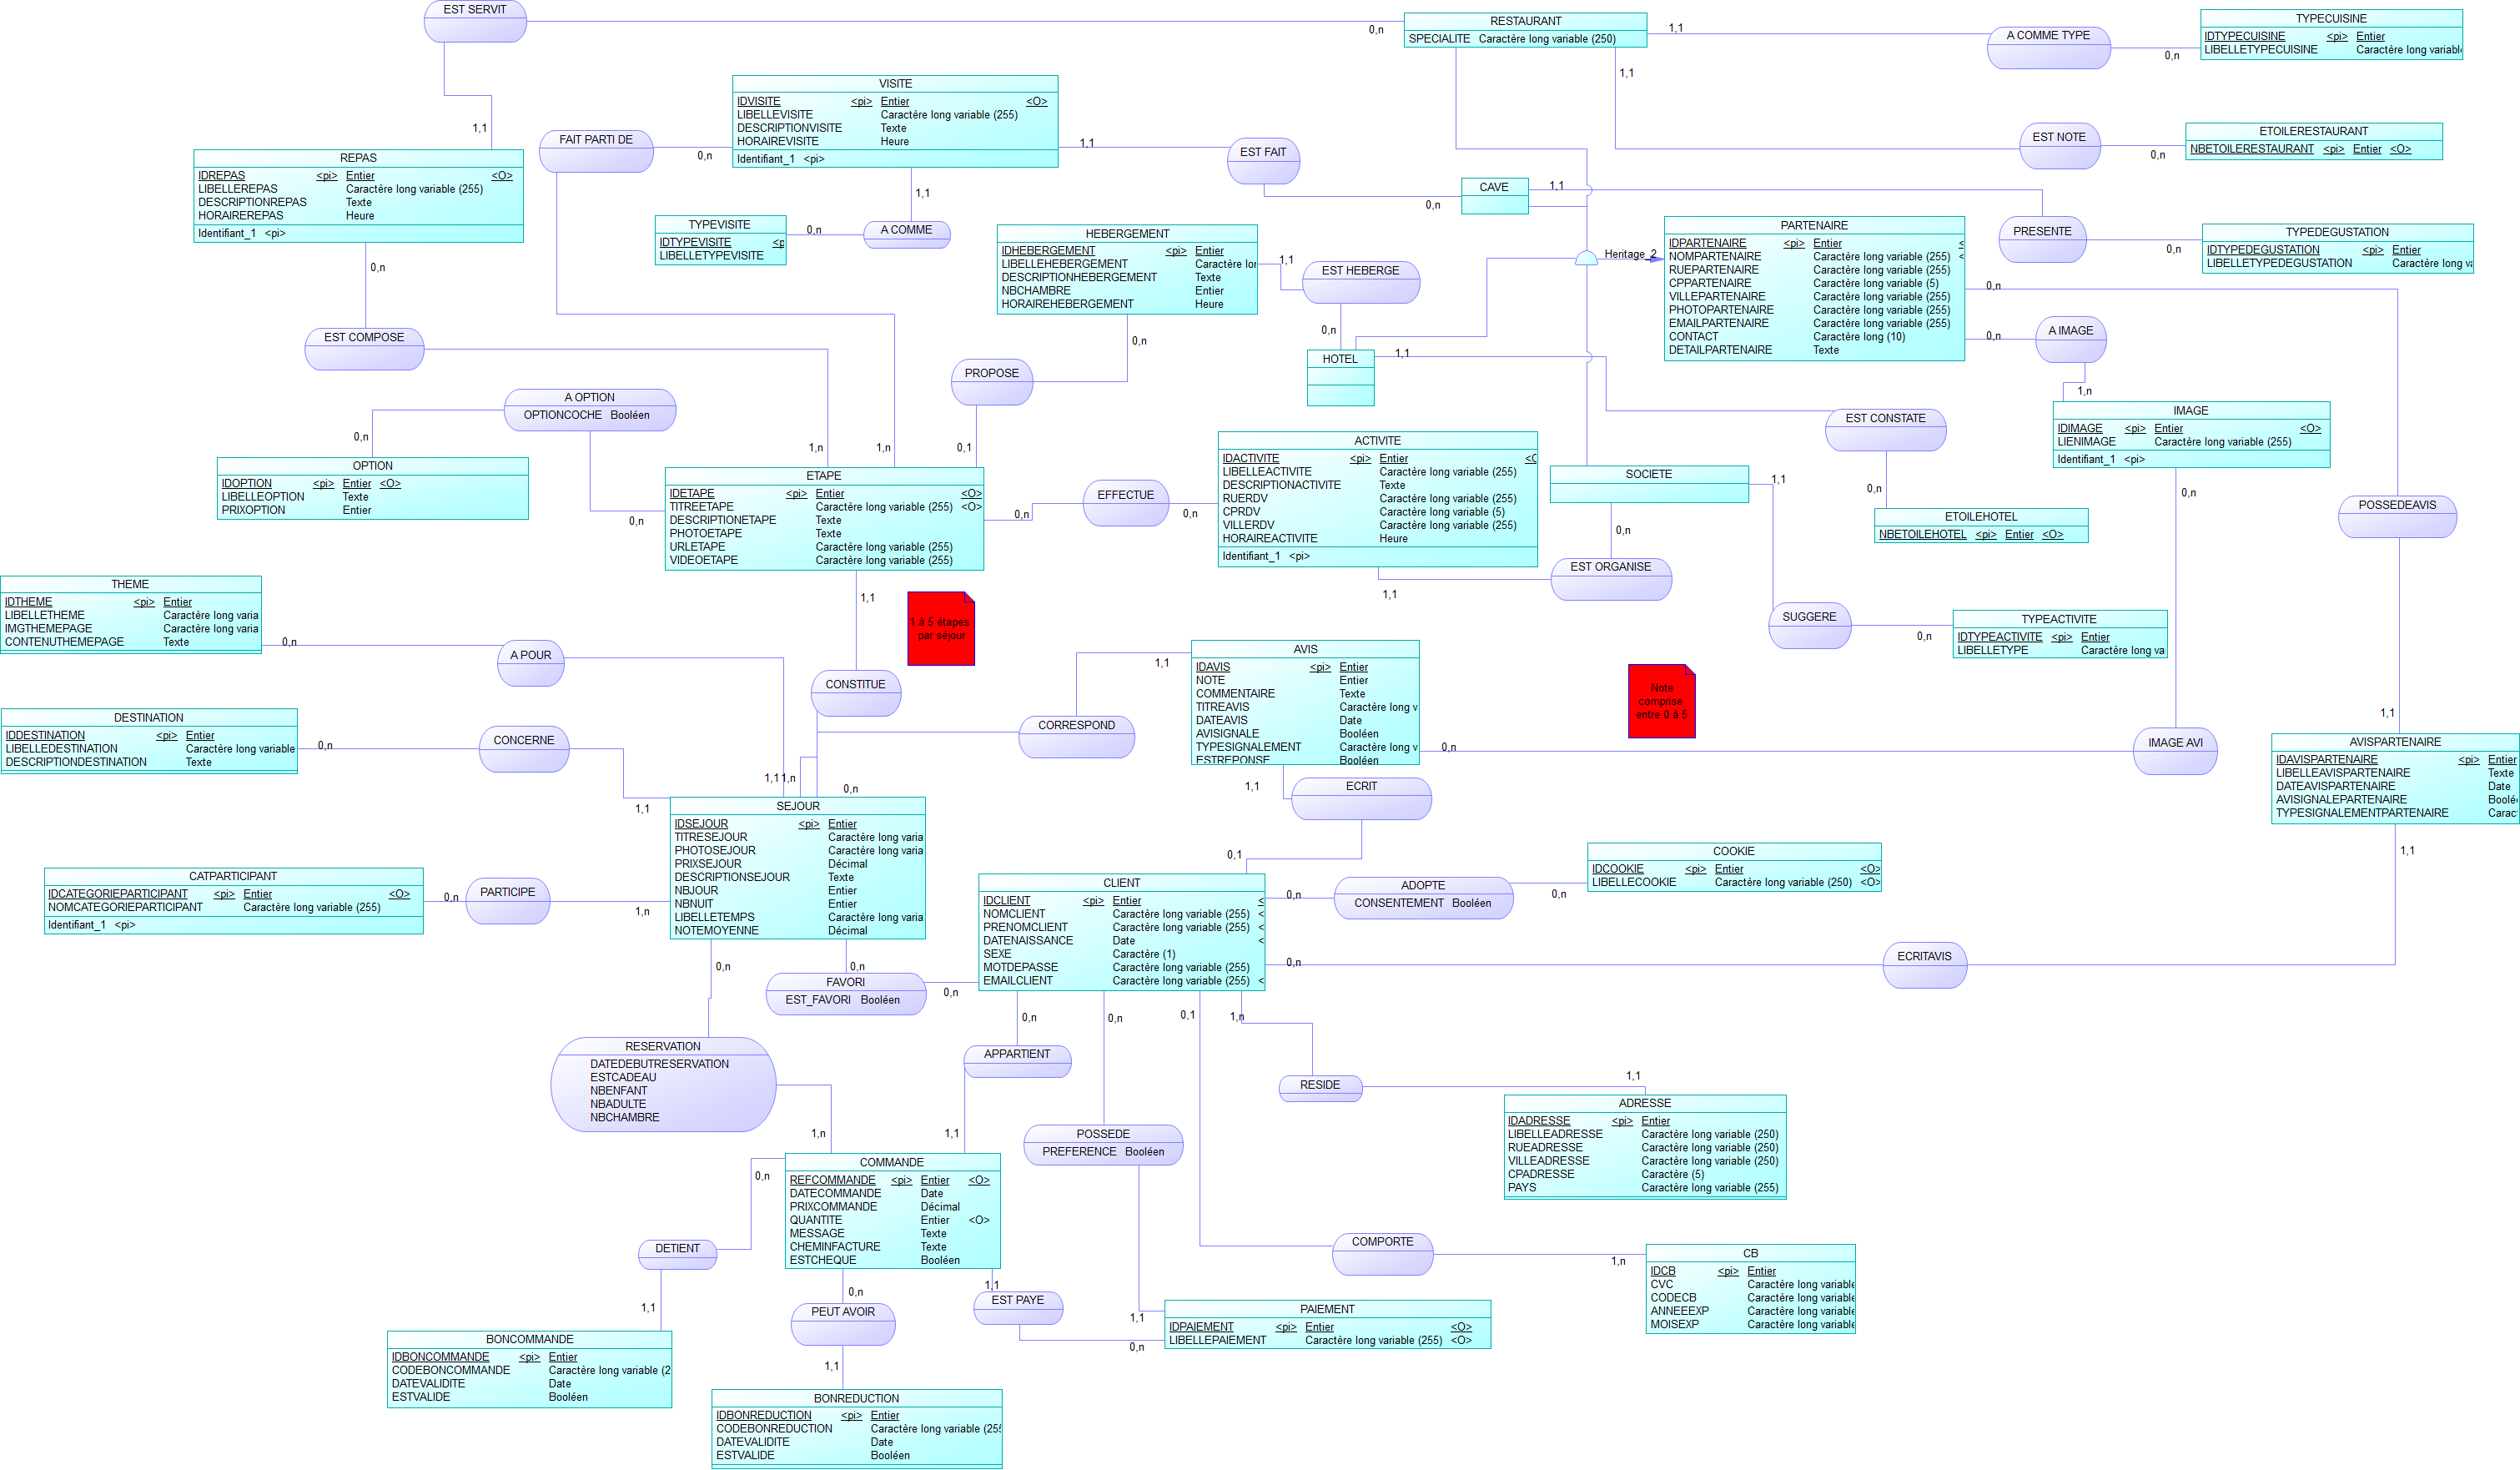 EST SERVIT
0,n
1,1
RESTAURANT
SPECIALITE Caractère long variable (250)
1,1
1,1
A COMME TYPE
0,n
TYPECUISINE
IDTYPECUISINE <pi> Entier
LIBELLETYPECUISINE Caractère long variabl
EST NOTE
0,n
ETOILERESTAURANT
NBETOILERESTAURANT <pi> Entier <O>
VISITE
IDVISITE <pi> Entier <O>
LIBELLEVISITE Caractère long variable (255)
DESCRIPTIONVISITE Texte
HORAIREVISITE Heure
Identifiant_1 <pi>
FAIT PARTI DE
0,n
1,1
EST FAIT
0,n
1,1
REPAS
IDREPAS <pi> Entier <O>
LIBELLEREPAS Caractère long variable (255)
DESCRIPTIONREPAS Texte
HORAIREREPAS Heure
Identifiant_1 <pi>
0,n
TYPEVISITE
IDTYPEVISITE <p
LIBELLETYPEVISITE
0,n
A COMME
CAVE
1,1
PRESENTE
0,n
TYPEDEGUSTATION
IDTYPEDEGUSTATION <pi> Entier
LIBELLETYPEDEGUSTATION Caractère long va
HEBERGEMENT
IDHEBERGEMENT <pi> Entier
LIBELLEHEBERGEMENT Caractère lon
DESCRIPTIONHEBERGEMENT Texte
NBCHAMBRE Entier
HORAIREHEBERGEMENT Heure
1,1
0,n
EST HEBERGE
0,n
Heritage_2
PARTENAIRE
IDPARTENAIRE <pi> Entier <
NOMPARTENAIRE Caractère long variable (255) <
RUEPARTENAIRE Caractère long variable (255)
CPPARTENAIRE Caractère long variable (5)
VILLEPARTENAIRE Caractère long variable (255)
PHOTOPARTENAIRE Caractère long variable (255)
EMAILPARTENAIRE Caractère long variable (255)
CONTACT Caractère long (10)
DETAILPARTENAIRE Texte
0,n
0,n
A IMAGE
1,n
EST COMPOSE
PROPOSE
HOTEL
1,1
EST CONSTATE
0,n
IMAGE
IDIMAGE <pi> Entier <O>
LIENIMAGE Caractère long variable (255)
Identifiant_1 <pi>
0,n
A OPTION
OPTIONCOCHE Booléen
0,n
0,n
OPTION
IDOPTION <pi> Entier <O>
LIBELLEOPTION Texte
PRIXOPTION Entier
1,n
1,n
0,1
ETAPE
IDETAPE <pi> Entier <O>
TITREETAPE Caractère long variable (255) <O>
DESCRIPTIONETAPE Texte
PHOTOETAPE Texte
URLETAPE Caractère long variable (255)
VIDEOETAPE Caractère long variable (255)
0,n
EFFECTUE
0,n
ACTIVITE
IDACTIVITE <pi> Entier <O
LIBELLEACTIVITE Caractère long variable (255)
DESCRIPTIONACTIVITE Texte
RUERDV Caractère long variable (255)
CPRDV Caractère long variable (5)
VILLERDV Caractère long variable (255)
HORAIREACTIVITE Heure
Identifiant_1 <pi>
1,1
SOCIETE
1,1
0,n
EST ORGANISE
ETOILEHOTEL
NBETOILEHOTEL <pi> Entier <O>
POSSEDEAVIS
1,1
SUGGERE
0,n
TYPEACTIVITE
IDTYPEACTIVITE <pi> Entier
LIBELLETYPE Caractère long va
THEME
IDTHEME <pi> Entier
LIBELLETHEME Caractère long varia
IMGTHEMEPAGE Caractère long varia
CONTENUTHEMEPAGE Texte
0,n
A POUR
1,1
1 à 5 étapes
par séjour
CONSTITUE
1,1
CORRESPOND
AVIS
IDAVIS <pi> Entier
NOTE Entier
COMMENTAIRE Texte
TITREAVIS Caractère long v
DATEAVIS Date
AVISIGNALE Booléen
TYPESIGNALEMENT Caractère long v
ESTREPONSE Booléen
0,n
1,1
Note
comprise
entre 0 à 5
IMAGE AVI
DESTINATION
IDDESTINATION <pi> Entier
LIBELLEDESTINATION Caractère long variable
DESCRIPTIONDESTINATION Texte
0,n
CONCERNE
1,1
1,1
1,n
0,n
AVISPARTENAIRE
IDAVISPARTENAIRE <pi> Entier
LIBELLEAVISPARTENAIRE Texte
DATEAVISPARTENAIRE Date
AVISIGNALEPARTENAIRE Boolé
TYPESIGNALEMENTPARTENAIRE Carac
1,1
SEJOUR
IDSEJOUR <pi> Entier
TITRESEJOUR Caractère long varia
PHOTOSEJOUR Caractère long varia
PRIXSEJOUR Décimal
DESCRIPTIONSEJOUR Texte
NBJOUR Entier
NBNUIT Entier
LIBELLETEMPS Caractère long varia
NOTEMOYENNE Décimal
ECRIT
0,1
CATPARTICIPANT
IDCATEGORIEPARTICIPANT <pi> Entier <O>
NOMCATEGORIEPARTICIPANT Caractère long variable (255)
Identifiant_1 <pi>
0,n
PARTICIPE
1,n
CLIENT
IDCLIENT <pi> Entier <
NOMCLIENT Caractère long variable (255) <
PRENOMCLIENT Caractère long variable (255) <
DATENAISSANCE Date <
SEXE Caractère (1)
MOTDEPASSE Caractère long variable (255)
EMAILCLIENT Caractère long variable (255) <
0,n
ADOPTE
CONSENTEMENT Booléen
0,n
COOKIE
IDCOOKIE <pi> Entier <O>
LIBELLECOOKIE Caractère long variable (250) <O>
0,n
ECRITAVIS
0,n
0,n
FAVORI
EST_FAVORI Booléen
0,n
0,n
0,n
0,1
1,n
RESERVATION
DATEDEBUTRESERVATION
ESTCADEAU
NBENFANT
NBADULTE
NBCHAMBRE
1,n
APPARTIENT
1,1
POSSEDE
PREFERENCE Booléen
1,1
RESIDE
1,1
ADRESSE
IDADRESSE <pi> Entier
LIBELLEADRESSE Caractère long variable (250)
RUEADRESSE Caractère long variable (250)
VILLEADRESSE Caractère long variable (250)
CPADRESSE Caractère (5)
PAYS Caractère long variable (255)
0,n
COMMANDE
REFCOMMANDE <pi> Entier <O>
DATECOMMANDE Date
PRIXCOMMANDE Décimal
QUANTITE Entier <O>
MESSAGE Texte
CHEMINFACTURE Texte
ESTCHEQUE Booléen
DETIENT
1,1
0,n
PEUT AVOIR
1,1
1,1
EST PAYE
0,n
COMPORTE
1,n
CB
IDCB <pi> Entier
CVC Caractère long variable
CODECB Caractère long variable
ANNEEEXP Caractère long variable
MOISEXP Caractère long variable
PAIEMENT
IDPAIEMENT <pi> Entier <O>
LIBELLEPAIEMENT Caractère long variable (255) <O>
BONCOMMANDE
IDBONCOMMANDE <pi> Entier
CODEBONCOMMANDE Caractère long variable (2
DATEVALIDITE Date
ESTVALIDE Booléen
BONREDUCTION
IDBONREDUCTION <pi> Entier
CODEBONREDUCTION Caractère long variable (255
DATEVALIDITE Date
ESTVALIDE Booléen